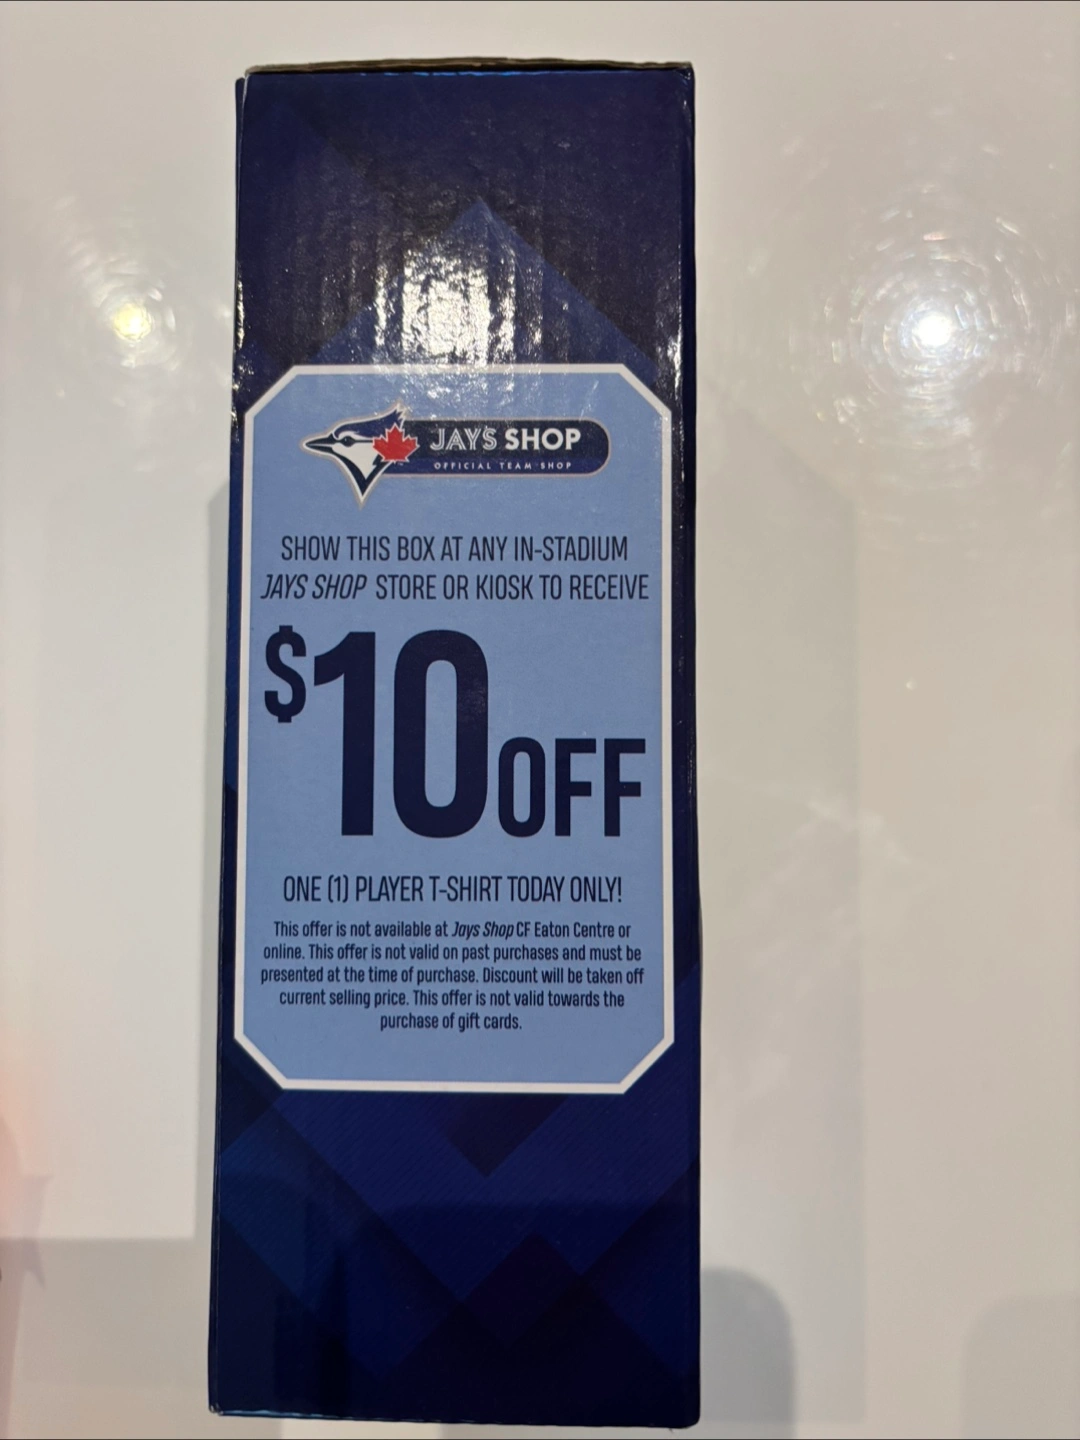 JAYS SHOP
OFFICIAL TEAM SHOP
SHOW THIS BOX AT ANY IN-STADIUM
JAYS SHOP STORE OR KIOSK TO RECEIVE
$10 OFF
ONE (1) PLAYER T-SHIRT TODAY ONLY!
This offer is not available at Jays Shop CF Eaton Centre or
online. This offer is not valid on past purchases and must be
presented at the time of purchase. Discount will be taken off
current selling price. This offer is not valid towards the
purchase of gift cards.